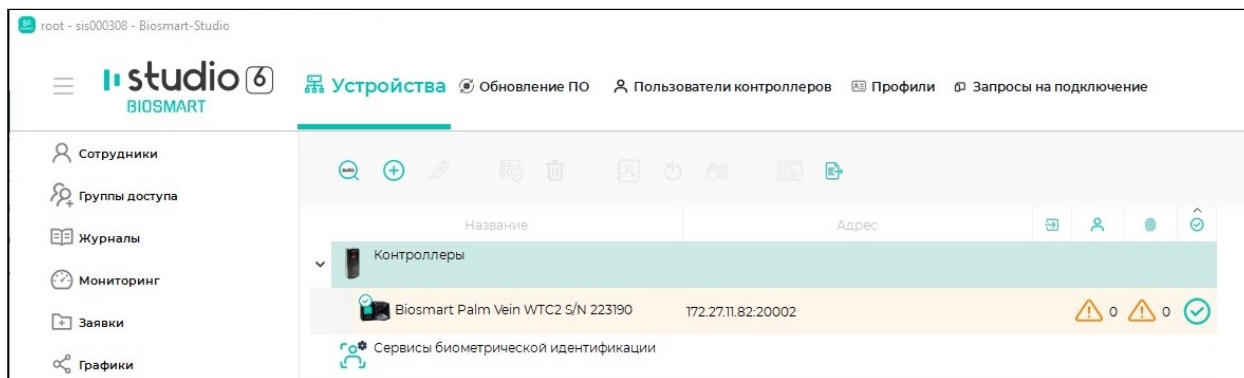 root - sis000308 - Biosmart-Studio
studio 6
BIOSMART
Устройства Обновление ПО Пользователи контроллеров Профили Запросы на подключение
Сотрудники
Группы доступа
Журналы
Мониторинг
Заявки
Графики
auto
Название Адрес
Контроллеры
Biosmart Palm Vein WTC2 S/N 223190 172.27.11.82:20002 0 0
Сервисы биометрической идентификации